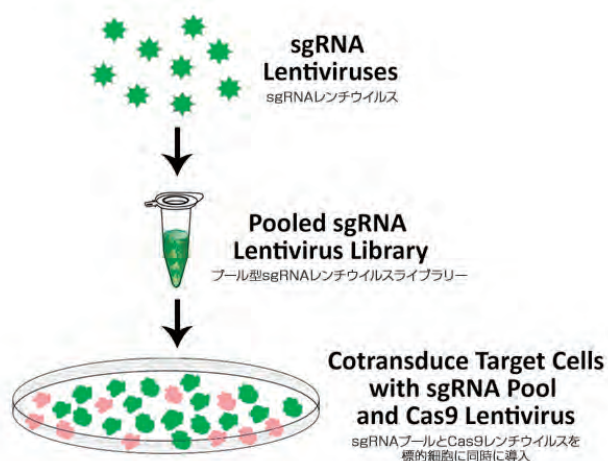 sgRNA
Lentiviruses
sgRNAレンチウイルス
Pooled sgRNA
Lentivirus Library
プール型sgRNAレンチウイルスライブラリー
Cotransduce Target Cells
with sgRNA Pool
and Cas9 Lentivirus
sgRNAプールとCas9レンチウイルスを
標的細胞に同時に導入